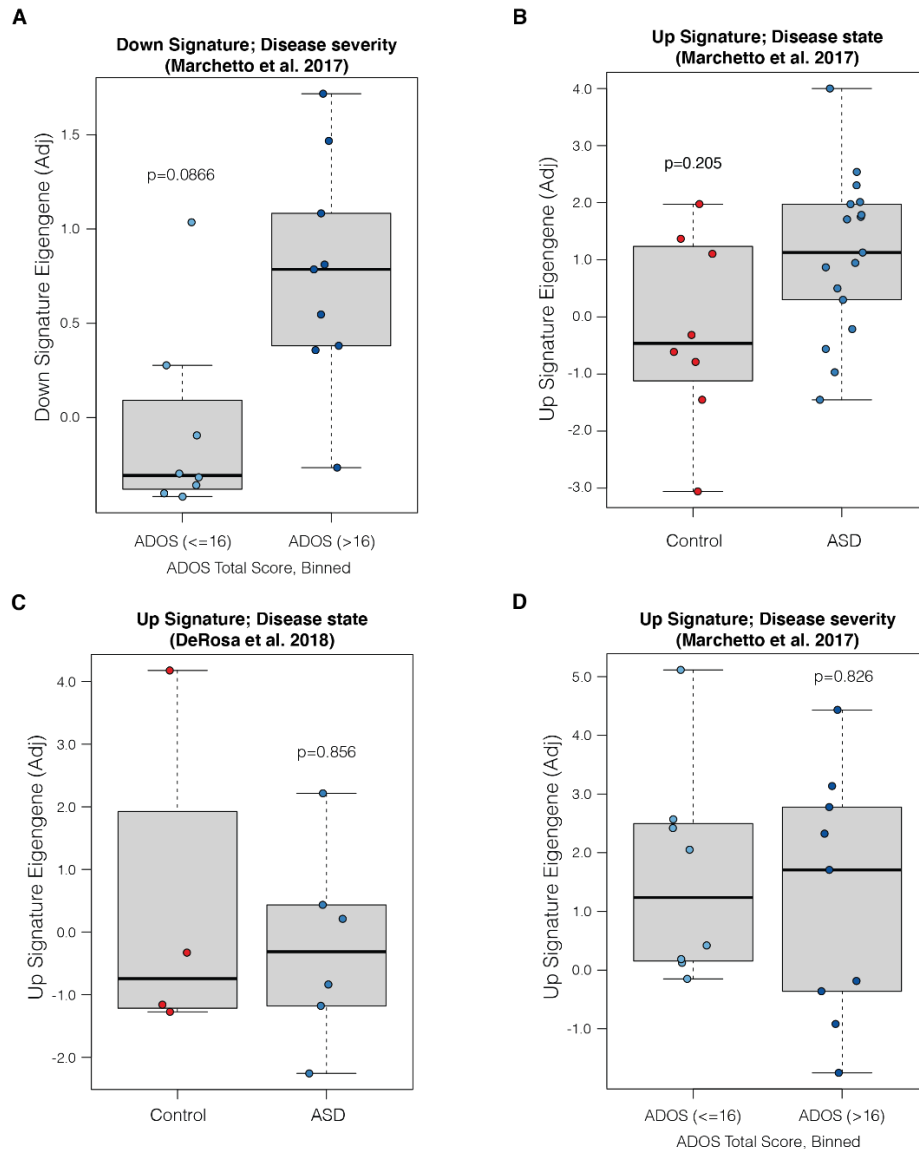 A
Down Signature; Disease severity
(Marchetto et al. 2017)
Down Signature Eigengene (Adj)
1.5
1.0
0.5
0.0
p=0.0866
ADOS (<=16)
ADOS (>16)
ADOS Total Score, Binned
B
Up Signature; Disease state
(Marchetto et al. 2017)
Up Signature Eigengene (Adj)
4.0
3.0
2.0
1.0
0.0
-1.0
-2.0
-3.0
p=0.205
Control
ASD
C
Up Signature; Disease state
(DeRosa et al. 2018)
Up Signature Eigengene (Adj)
4.0
3.0
2.0
1.0
0.0
-1.0
-2.0
p=0.856
Control
ASD
D
Up Signature; Disease severity
(Marchetto et al. 2017)
Up Signature Eigengene (Adj)
5.0
4.0
3.0
2.0
1.0
0.0
-1.0
p=0.826
ADOS (<=16)
ADOS (>16)
ADOS Total Score, Binned